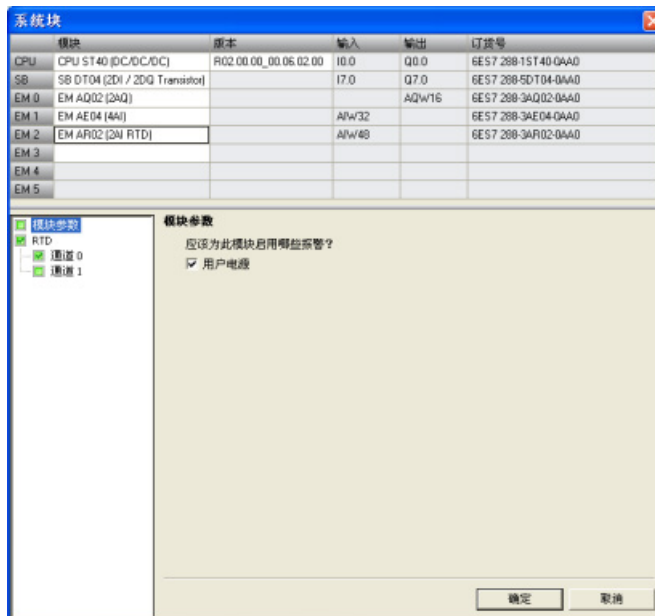 系统块
模块 版本 输入 输出 订货号
CPU CPU ST40 (DC/DC/DC) R02.00.00_00.06.02.00 I0.0 Q0.0 6ES7 288-1ST40-0AA0
SB SB DT04 (2DI / 2DQ Transistor) I7.0 Q7.0 6ES7 288-5DT04-0AA0
EM 0 EM AQ02 (2AQ) AQW16 6ES7 288-3AQ02-0AA0
EM 1 EM AE04 (4AI) AIW32 6ES7 288-3AE04-0AA0
EM 2 EM AR02 (2AI RTD) AIW48 6ES7 288-3AR02-0AA0
EM 3
EM 4
EM 5
模块参数
RTD
通道 0
通道 1
模块参数
应该为此模块启用哪些报警？
用户电源
确定 取消